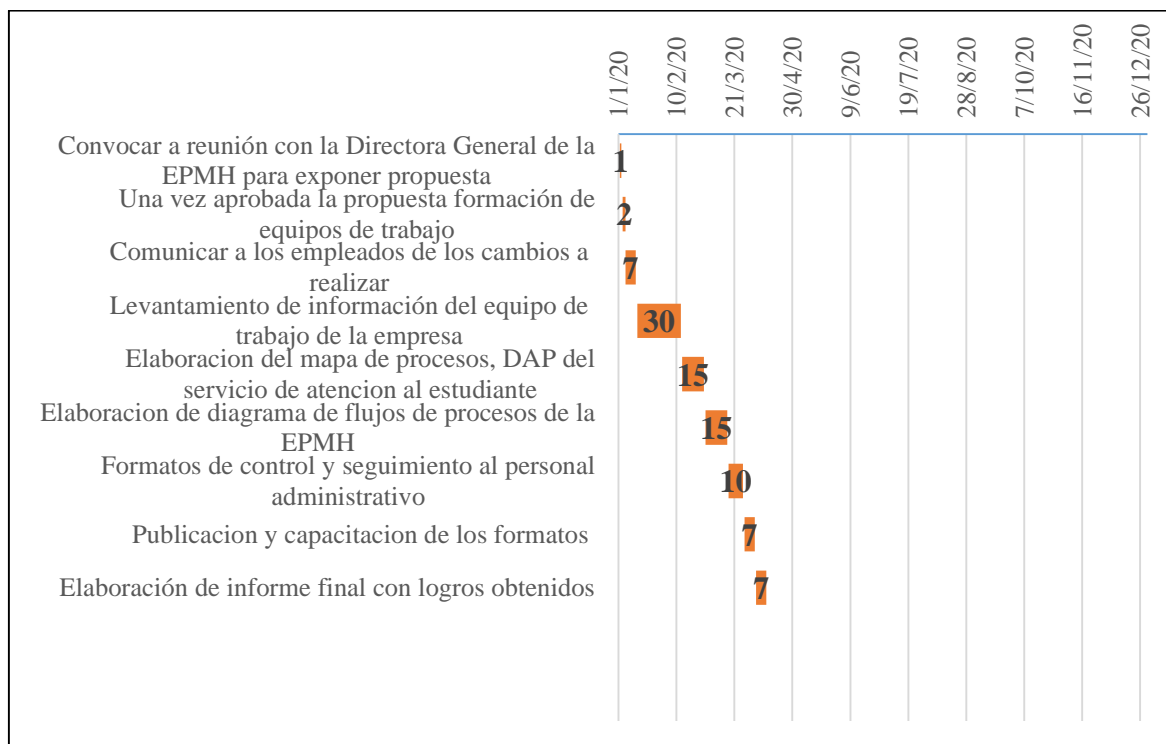 1/1/20
10/2/20
21/3/20
30/4/20
9/6/20
19/7/20
28/8/20
7/10/20
16/11/20
26/12/20
Convocar a reunión con la Directora General de la
EPMH para exponer propuesta
1
Una vez aprobada la propuesta formación de
equipos de trabajo
2
Comunicar a los empleados de los cambios a
realizar
7
Levantamiento de información del equipo de
trabajo de la empresa
30
Elaboracion del mapa de procesos, DAP del
servicio de atencion al estudiante
15
Elaboracion de diagrama de flujos de procesos de la
EPMH
15
Formatos de control y seguimiento al personal
administrativo
10
Publicacion y capacitacion de los formatos
7
Elaboración de informe final con logros obtenidos
7